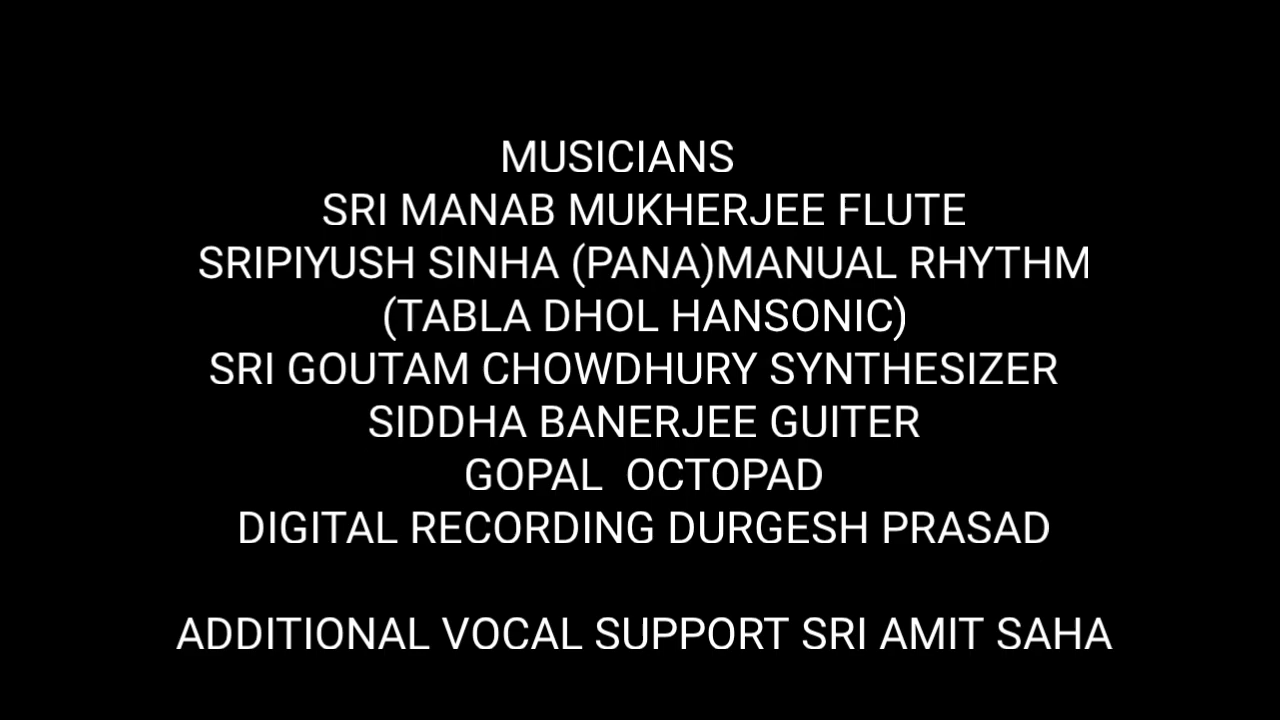 MUSICIANS
SRI MANAB MUKHERJEE FLUTE
SRIPIYUSH SINHA (PANA)MANUAL RHYTHM
(TABLA DHOL HANSONIC)
SRI GOUTAM CHOWDHURY SYNTHESIZER
SIDDHA BANERJEE GUITER
GOPAL  OCTOPAD
DIGITAL RECORDING DURGESH PRASAD
ADDITIONAL VOCAL SUPPORT SRI AMIT SAHA